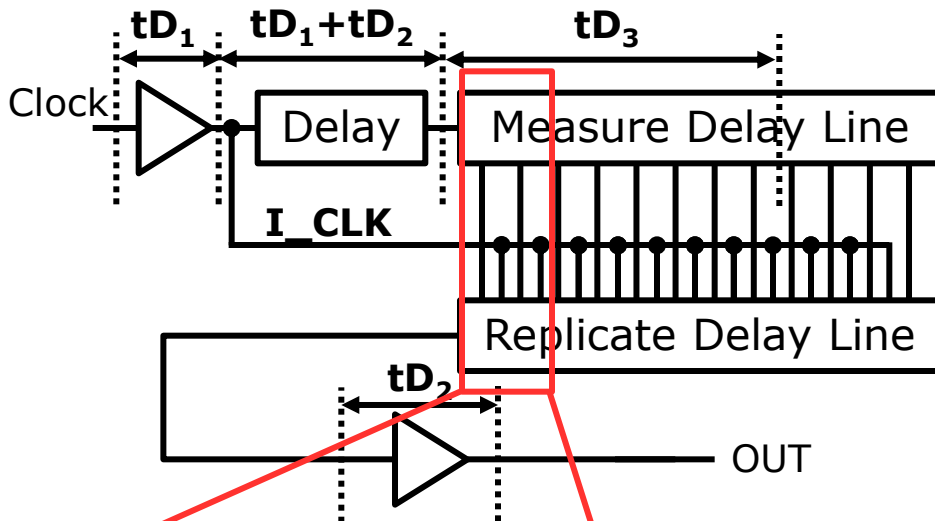 tD₁ tD₁+tD₂ tD₃
Clock
Delay
Measure Delay Line
I_CLK
Replicate Delay Line
tD₂
OUT